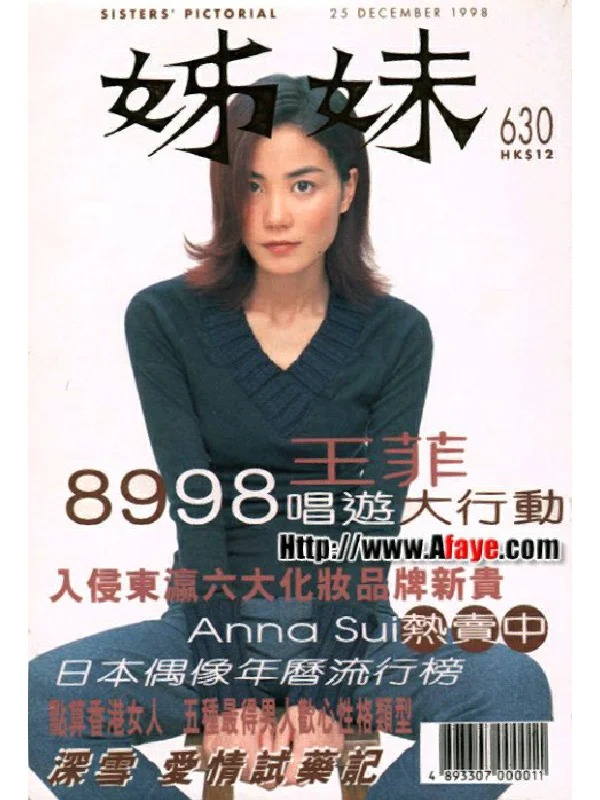 SISTERS' PICTORIAL 25 DECEMBER 1998
姊妹
630
HK$12
王菲
8998唱遊大行動
Http://www.Afaye.com
入侵東瀛六大化妝品牌新貴
Anna Sui熱賣中
日本偶像年曆流行榜
點算香港女人 五種最得男人歡心性格類型
深雪 愛情試藥記
4 893307 000011